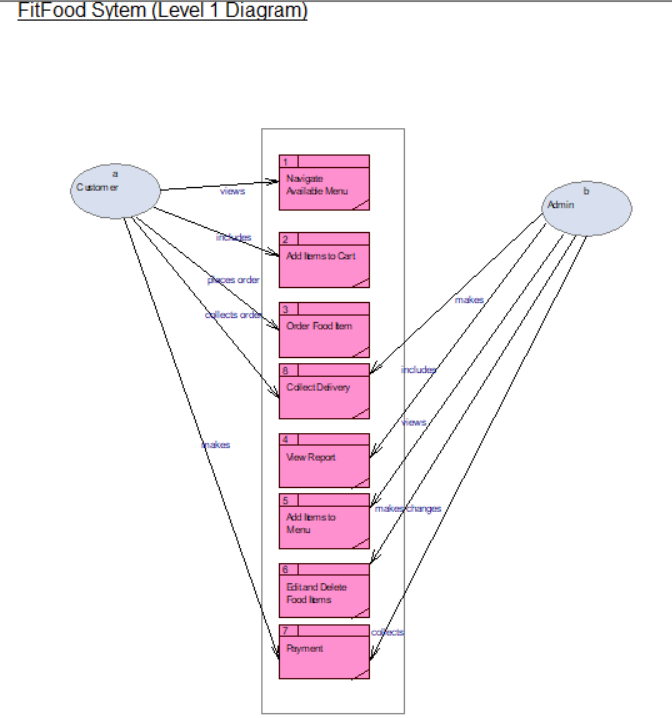 FitFood Sytem (Level 1 Diagram)
a
Customer
b
Admin
1
Navigate
Available Menu
views
2
Add Items to Cart
includes
places order
3
Order Food Item
makes
collects order
8
Collect Delivery
includes
views
4
View Report
makes
5
Add Items to
Menu
makes changes
6
Edit and Delete
Food Items
7
Payment
collects